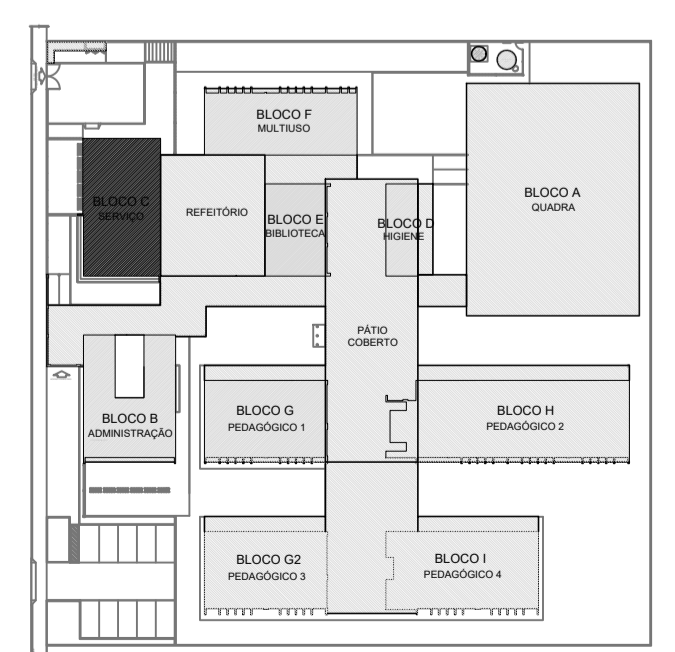 BLOCO F
MULTIUSO
BLOCO A
QUADRA
BLOCO C
SERVIÇO
REFEITÓRIO
BLOCO E
BIBLIOTECA
BLOCO D
HIGIENE
PÁTIO
COBERTO
BLOCO B
ADMINISTRAÇÃO
BLOCO G
PEDAGÓGICO 1
BLOCO H
PEDAGÓGICO 2
BLOCO G2
PEDAGÓGICO 3
BLOCO I
PEDAGÓGICO 4